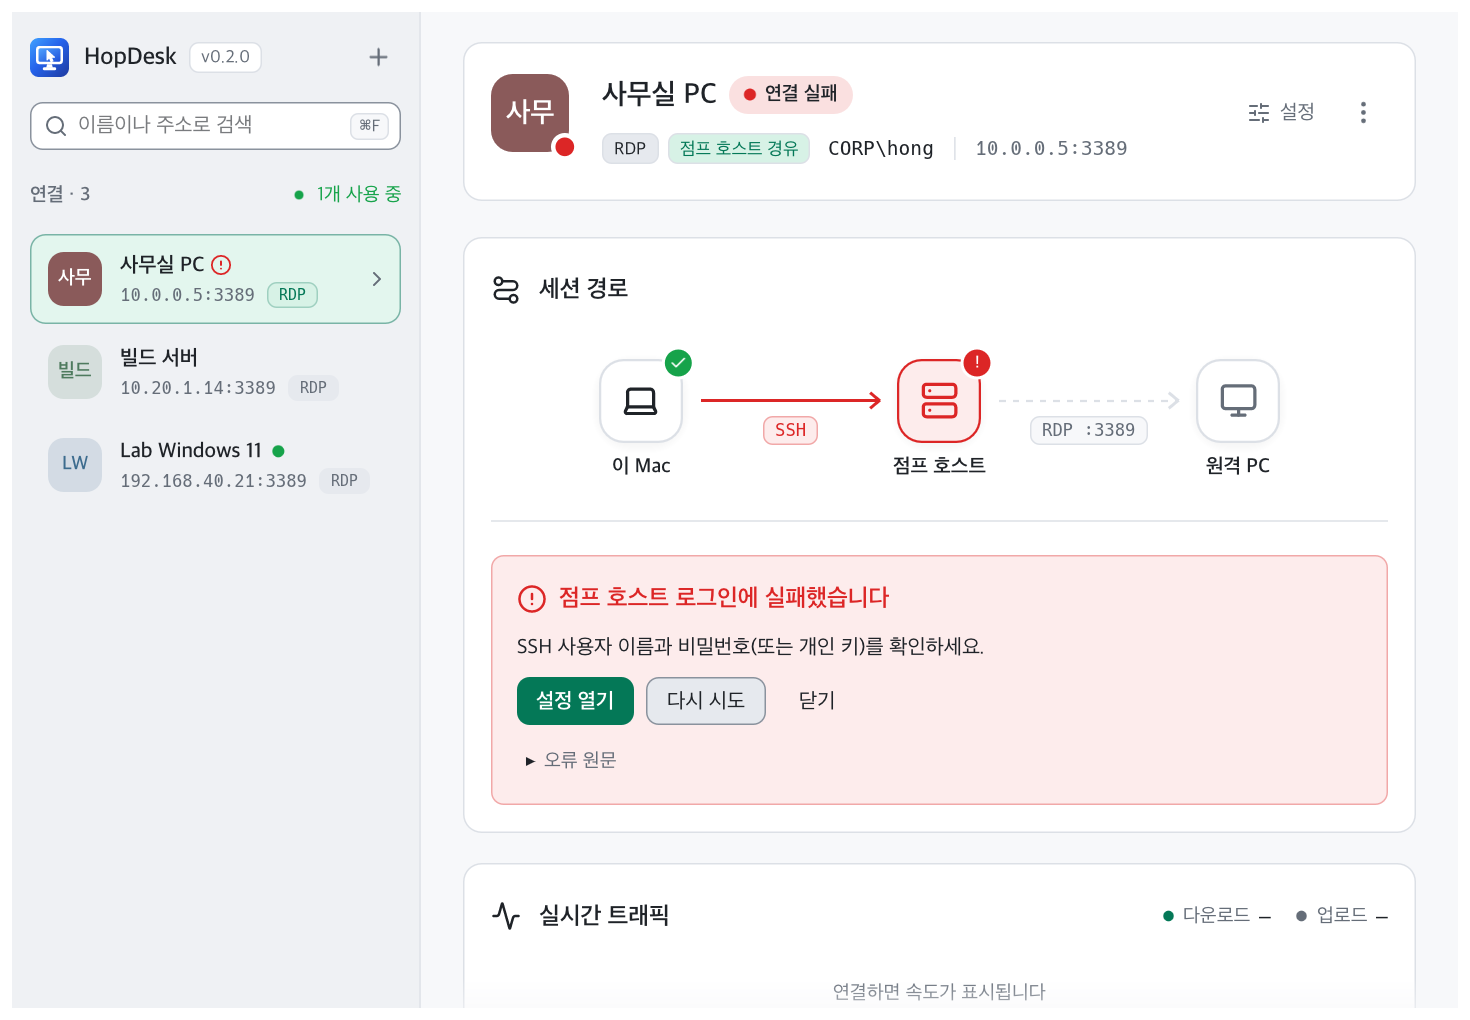 HopDesk v0.2.0
이름이나 주소로 검색 ⌘F
연결 · 3
1개 사용 중
사무
사무실 PC
10.0.0.5:3389 RDP
빌드
빌드 서버
10.20.1.14:3389 RDP
LW
Lab Windows 11
192.168.40.21:3389 RDP
사무
사무실 PC 연결 실패
RDP 점프 호스트 경유 CORP\hong 10.0.0.5:3389
설정
세션 경로
SSH
RDP :3389
이 Mac
점프 호스트
원격 PC
점프 호스트 로그인에 실패했습니다
SSH 사용자 이름과 비밀번호(또는 개인 키)를 확인하세요.
설정 열기 다시 시도 닫기
▸ 오류 원문
실시간 트래픽
다운로드 – 업로드 –
연결하면 속도가 표시됩니다